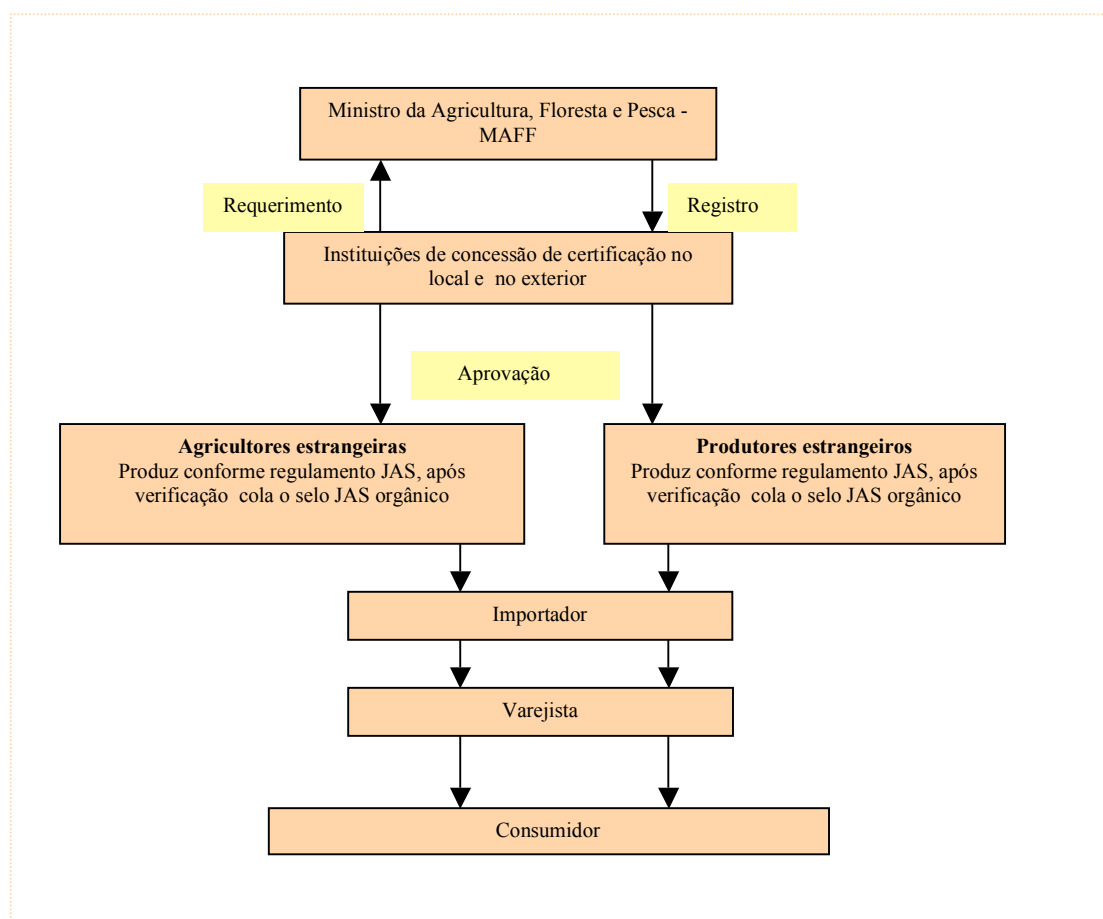 Ministro da Agricultura, Floresta e Pesca -
MAFF
Requerimento
Registro
Instituições de concessão de certificação no
local e no exterior
Aprovação
Agricultores estrangeiras
Produz conforme regulamento JAS, após
verificação cola o selo JAS orgânico
Produtores estrangeiros
Produz conforme regulamento JAS, após
verificação cola o selo JAS orgânico
Importador
Varejista
Consumidor